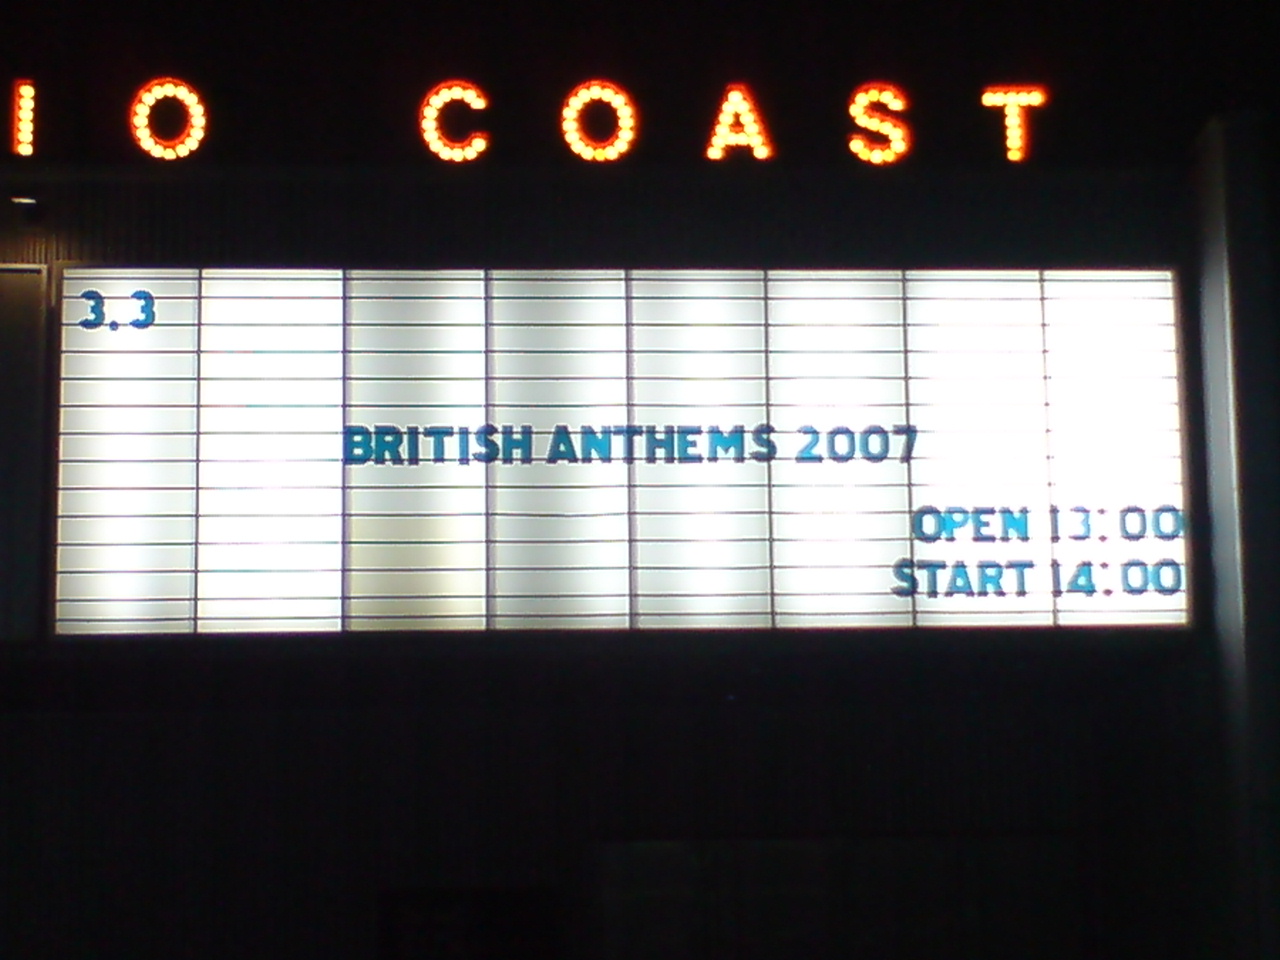 IO COAST
3.3
BRITISH ANTHEMS 2007
OPEN 13:00
START 14:00